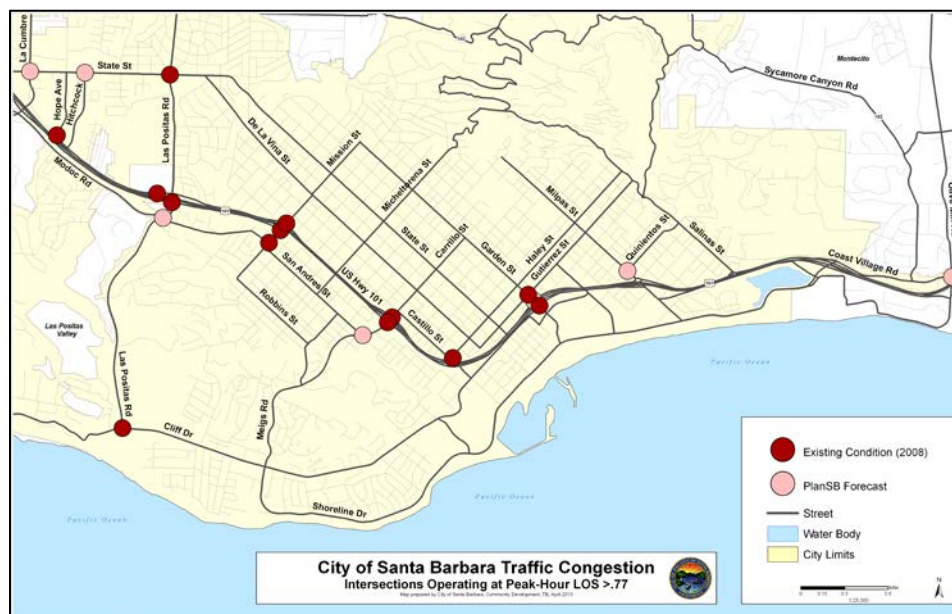 La Cumbre
State St
Hope Ave
Hitchcock
Las Positas Rd
De La Vina St
Mission St
Micheltorena St
Modoc Rd
Montecito
Sycamore Canyon Rd
State St
Carrillo St
Garden St
Milpas St
Haley St
Gutierrez St
Quinientos St
Salinas St
Coast Village Rd
San Andres St
US Hwy 101
Robbins St
Castillo St
Las Positas
Valley
Las Positas Rd
Meigs Rd
Cliff Dr
Shoreline Dr
Pacific Ocean
Pacific Ocean
Pacific Ocean
Existing Condition (2008)
PlanSB Forecast
Street
Water Body
City Limits
N
City of Santa Barbara Traffic Congestion
Intersections Operating at Peak-Hour LOS >.77